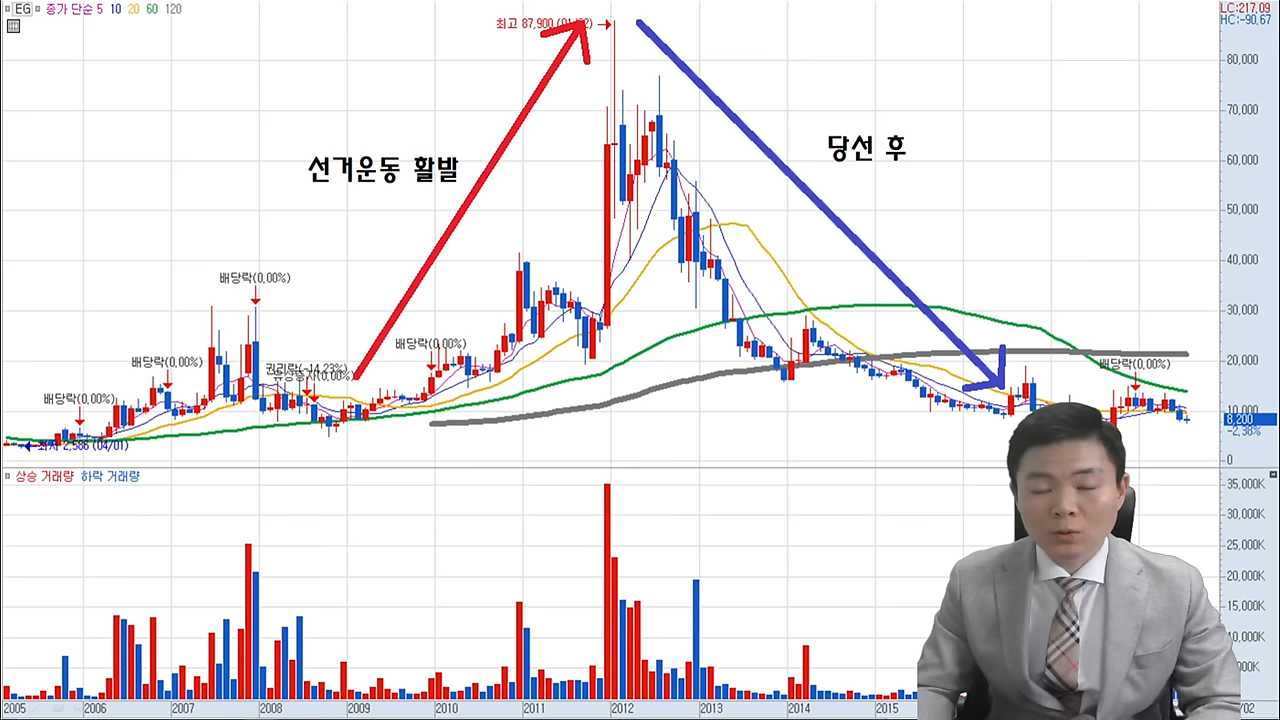 EG 종가 단순 5 10 20 60 120
LC:217.09
HC:-90.67
최고 87,900
80,000
70,000
선거운동 활발
당선 후
60,000
50,000
40,000
배당락(0.00%)
30,000
배당락(0.00%)
배당락(0.00%)
20,000
배당락(0.00%)
권리락(-14.23%)
배당락(0.00%)
10,000
8,200
-2.38%
최저 2,586 (04/01)
0
상승 거래량 하락 거래량
35,000K
30,000K
25,000K
20,000K
15,000K
2005 2006 2007 2008 2009 2010 2011 2012 2013 2014 2015